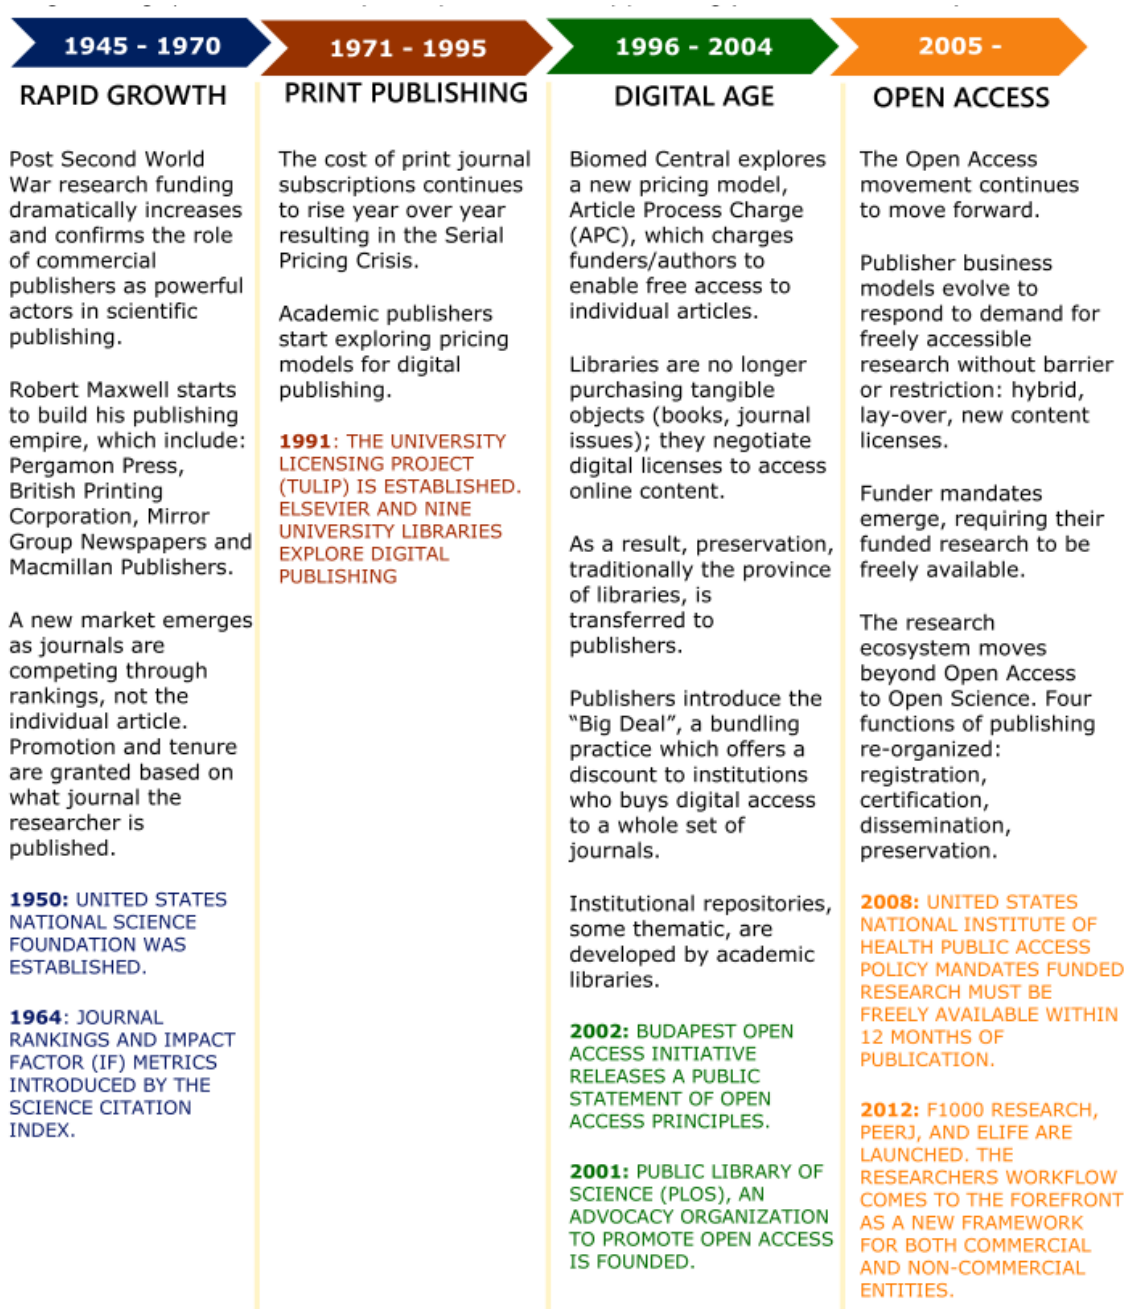 1945 - 1970
RAPID GROWTH
Post Second World
War research funding
dramatically increases
and confirms the role
of commercial
publishers as powerful
actors in scientific
publishing.
Robert Maxwell starts
to build his publishing
empire, which include:
Pergamon Press,
British Printing
Corporation, Mirror
Group Newspapers and
Macmillan Publishers.
A new market emerges
as journals are
competing through
rankings, not the
individual article.
Promotion and tenure
are granted based on
what journal the
researcher is
published.
1950: UNITED STATES
NATIONAL SCIENCE
FOUNDATION WAS
ESTABLISHED.
1964: JOURNAL
RANKINGS AND IMPACT
FACTOR (IF) METRICS
INTRODUCED BY THE
SCIENCE CITATION
INDEX.
1971 - 1995
PRINT PUBLISHING
The cost of print journal
subscriptions continues
to rise year over year
resulting in the Serial
Pricing Crisis.
Academic publishers
start exploring pricing
models for digital
publishing.
1991: THE UNIVERSITY
LICENSING PROJECT
(TULIP) IS ESTABLISHED.
ELSEVIER AND NINE
UNIVERSITY LIBRARIES
EXPLORE DIGITAL
PUBLISHING
1996 - 2004
DIGITAL AGE
Biomed Central explores
a new pricing model,
Article Process Charge
(APC), which charges
funders/authors to
enable free access to
individual articles.
Libraries are no longer
purchasing tangible
objects (books, journal
issues); they negotiate
digital licenses to access
online content.
As a result, preservation,
traditionally the province
of libraries, is
transferred to
publishers.
Publishers introduce the
“Big Deal”, a bundling
practice which offers a
discount to institutions
who buys digital access
to a whole set of
journals.
Institutional repositories,
some thematic, are
developed by academic
libraries.
2002: BUDAPEST OPEN
ACCESS INITIATIVE
RELEASES A PUBLIC
STATEMENT OF OPEN
ACCESS PRINCIPLES.
2001: PUBLIC LIBRARY OF
SCIENCE (PLOS), AN
ADVOCACY ORGANIZATION
TO PROMOTE OPEN ACCESS
IS FOUNDED.
2005 -
OPEN ACCESS
The Open Access
movement continues
to move forward.
Publisher business
models evolve to
respond to demand for
freely accessible
research without barrier
or restriction: hybrid,
lay-over, new content
licenses.
Funder mandates
emerge, requiring their
funded research to be
freely available.
The research
ecosystem moves
beyond Open Access
to Open Science. Four
functions of publishing
re-organized:
registration,
certification,
dissemination,
preservation.
2008: UNITED STATES
NATIONAL INSTITUTE OF
HEALTH PUBLIC ACCESS
POLICY MANDATES FUNDED
RESEARCH MUST BE
FREELY AVAILABLE WITHIN
12 MONTHS OF
PUBLICATION.
2012: F1000 RESEARCH,
PEERJ, AND ELIFE ARE
LAUNCHED. THE
RESEARCHERS WORKFLOW
COMES TO THE FOREFRONT
AS A NEW FRAMEWORK
FOR BOTH COMMERCIAL
AND NON-COMMERCIAL
ENTITIES.